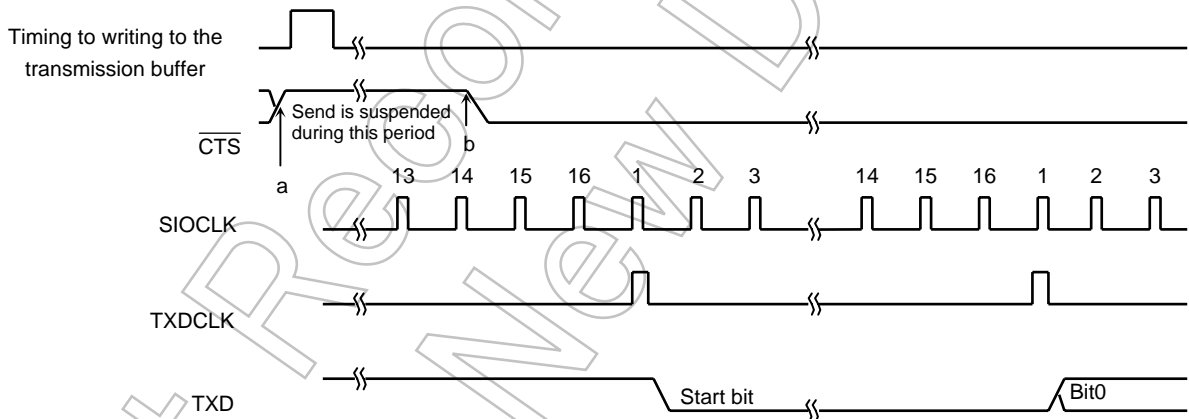 Timing to writing to the
transmission buffer
CTS
Send is suspended
during this period
a
b
13 14 15 16 1 2 3 14 15 16 1 2 3
SIOCLK
TXDCLK
TXD
Start bit
Bit0